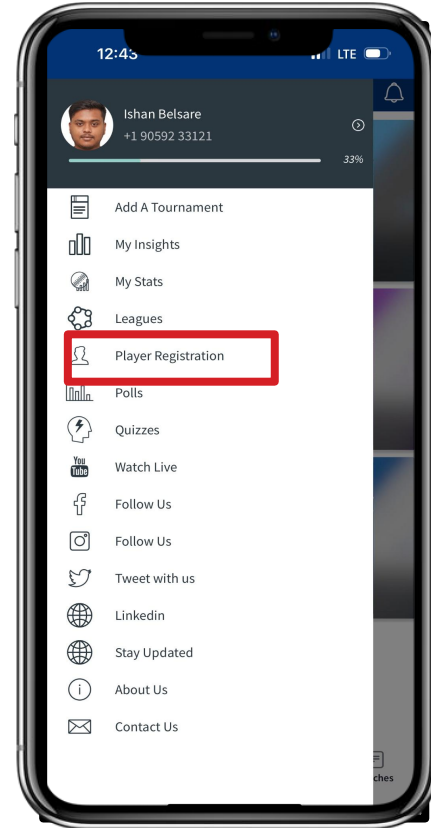 12:43
LTE
Ishan Belsare
+1 90592 33121
33%
Add A Tournament
My Insights
My Stats
Leagues
Player Registration
Polls
Quizzes
You
Tube
Watch Live
Follow Us
Follow Us
Tweet with us
Linkedin
Stay Updated
About Us
Contact Us
ches